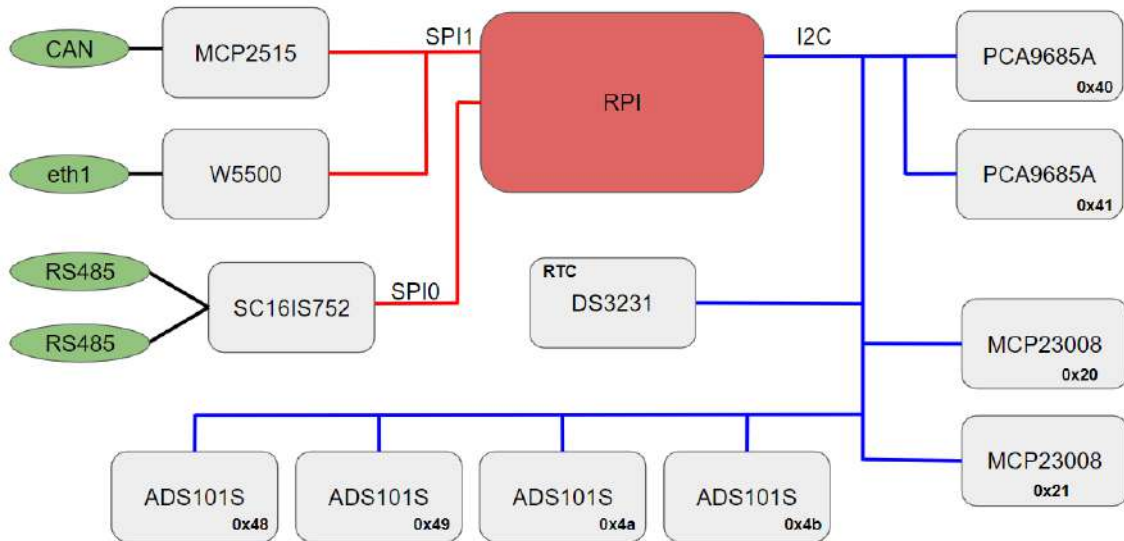 CAN
MCP2515
SPI1
RPI
I2C
PCA9685A
0x40
eth1
W5500
PCA9685A
0x41
RS485
RS485
SC16IS752
SPI0
RTC
DS3231
MCP23008
0x20
MCP23008
0x21
ADS101S
0x48
ADS101S
0x49
ADS101S
0x4a
ADS101S
0x4b